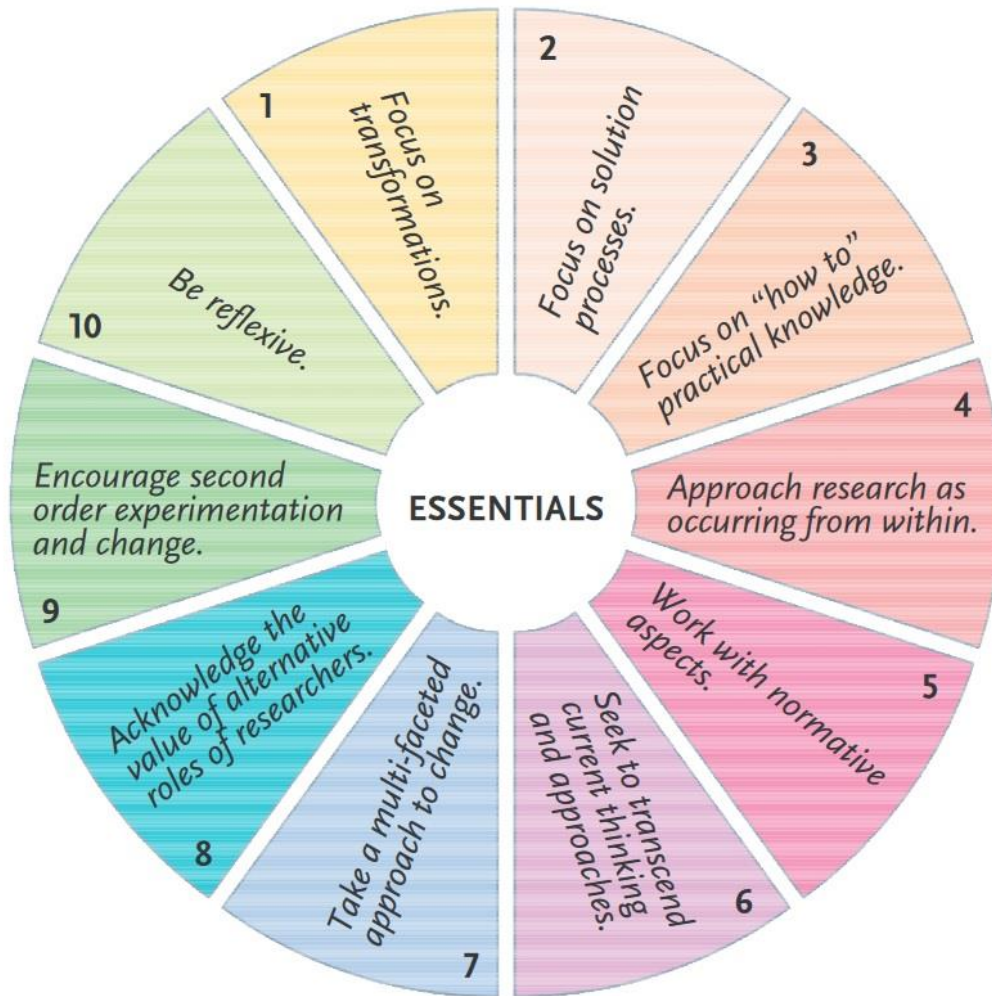 1
Focus on
transformations.
2
Focus on solution
processes.
3
Focus on “how to”
practical knowledge.
4
Approach research as
occurring from within.
5
Work with normative
aspects.
6
Seek to transcend
current thinking
and approaches.
7
Take a multi-faceted
approach to change.
8
Acknowledge the
value of alternative
roles of researchers.
9
Encourage second
order experimentation
and change.
10
Be reflexive.
ESSENTIALS